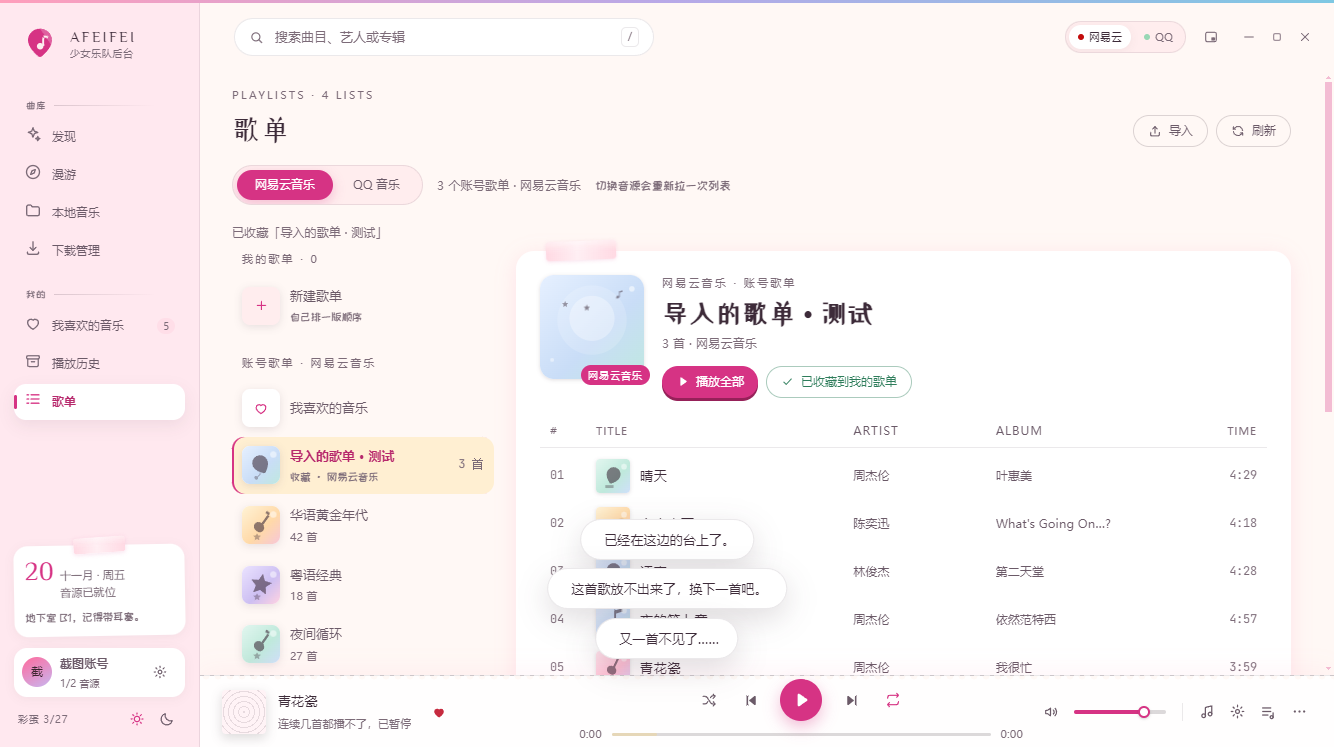 AFEIFEI
少女乐队后台
曲库
发现
漫游
本地音乐
下载管理
我的
我喜欢的音乐 5
播放历史
歌单
20 十一月 · 周五
音源已就位
截图账号
1/2 音源
彩蛋 3/27
搜索曲目、艺人或专辑 /
网易云 QQ
PLAYLISTS · 4 LISTS
歌单
导入 刷新
网易云音乐 QQ 音乐 3 个账号歌单 · 网易云音乐 切换音源会重新拉一次列表
已收藏「导入的歌单 · 测试」
我的歌单 · 0
新建歌单
自己排一版顺序
账号歌单 · 网易云音乐
我喜欢的音乐
导入的歌单 • 测试 3 首
收藏 · 网易云音乐
华语黄金年代
42 首
粤语经典
18 首
夜间循环
27 首
网易云音乐 · 账号歌单
导入的歌单 • 测试
3 首 · 网易云音乐
网易云音乐
播放全部 已收藏到我的歌单
# TITLE ARTIST ALBUM TIME
01 晴天 周杰伦 叶惠美 4:29
02 陈奕迅 What's Going On…? 4:18
已经在这边的台上了。
林俊杰 第二天堂 4:28
这首歌放不出来了，换下一首吧。
04 周杰伦 依然范特西 4:57
又一首不见了……
05 青花瓷 周杰伦 我很忙 3:59
青花瓷
连续几首都播不了，已暂停
0:00 0:00